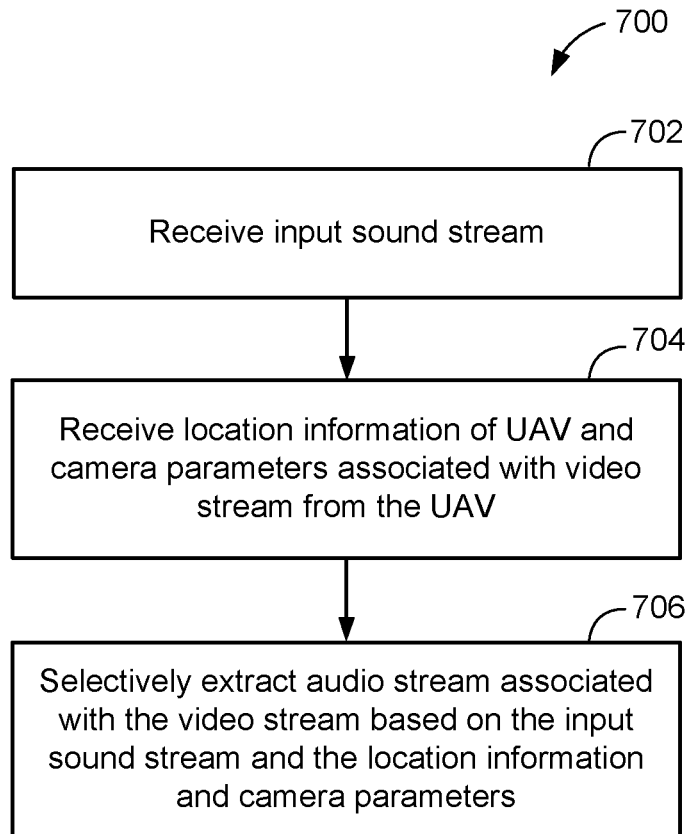 700
702
Receive input sound stream
704
Receive location information of UAV and
camera parameters associated with video
stream from the UAV
706
Selectively extract audio stream associated
with the video stream based on the input
sound stream and the location information
and camera parameters